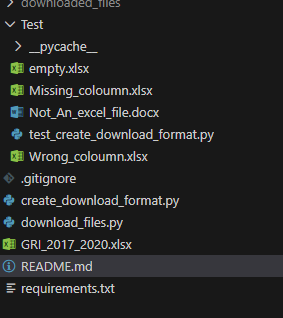 downloaded_files
Test
__pycache__
empty.xlsx
Missing_coloumn.xlsx
Not_An_excel_file.docx
test_create_download_format.py
Wrong_coloumn.xlsx
.gitignore
create_download_format.py
download_files.py
GRI_2017_2020.xlsx
README.md
requirements.txt